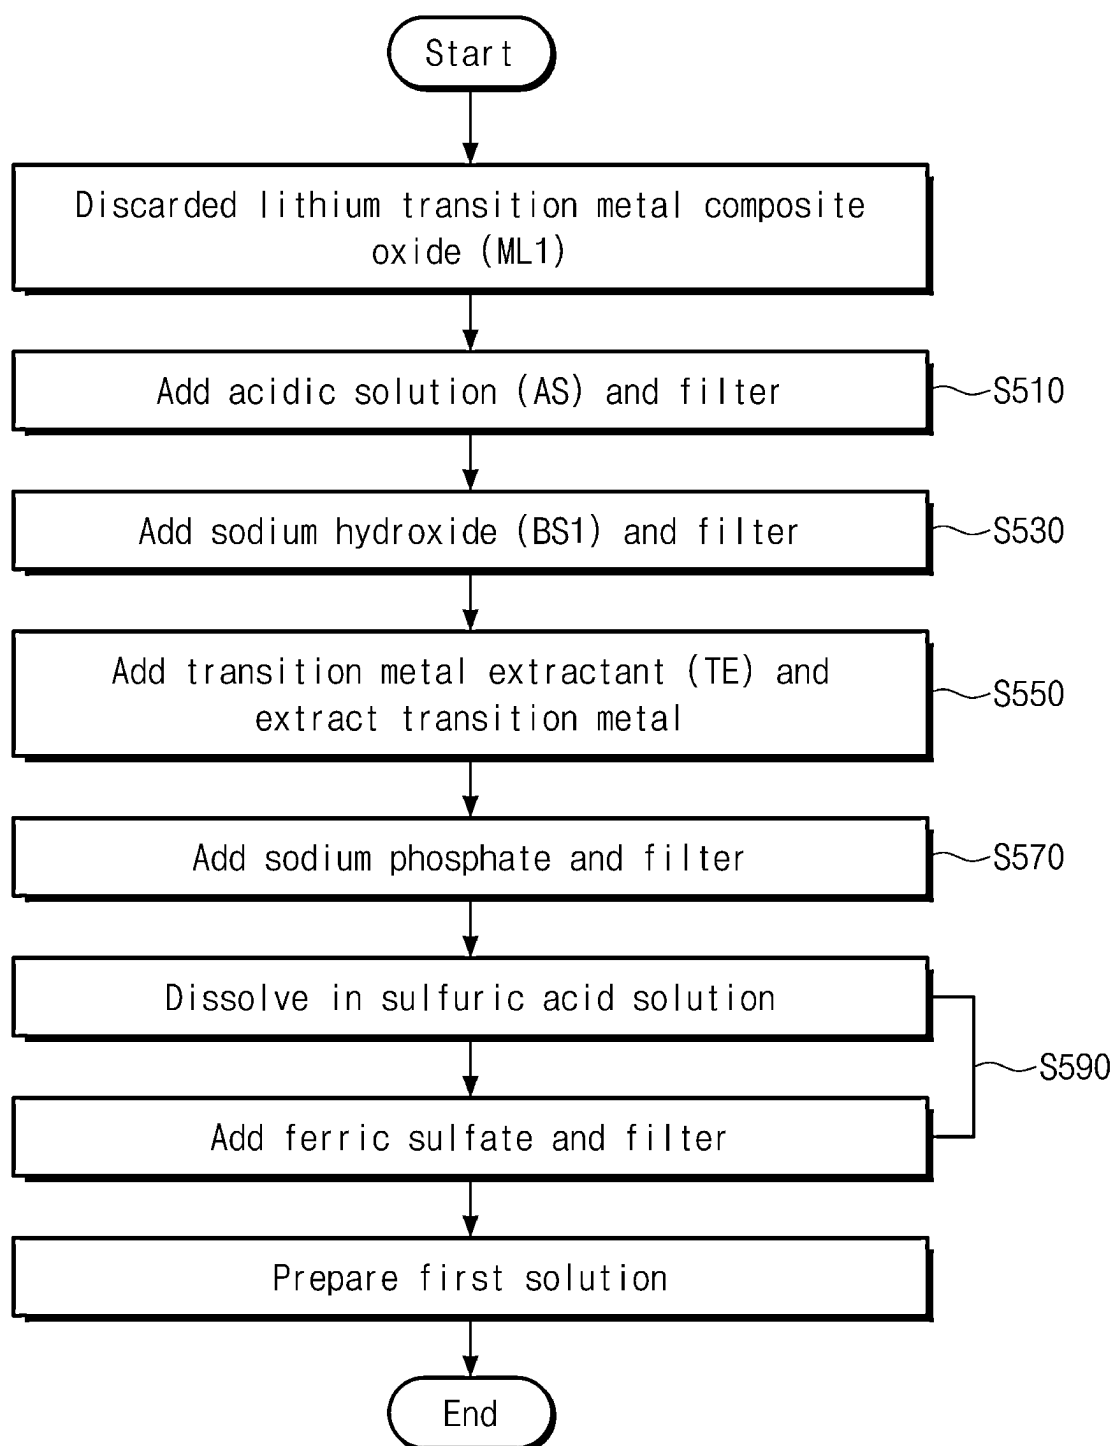 Start
Discarded lithium transition metal composite
oxide (ML1)
Add acidic solution (AS) and filter
S510
Add sodium hydroxide (BS1) and filter
S530
Add transition metal extractant (TE) and
extract transition metal
S550
Add sodium phosphate and filter
S570
Dissolve in sulfuric acid solution
S590
Add ferric sulfate and filter
Prepare first solution
End